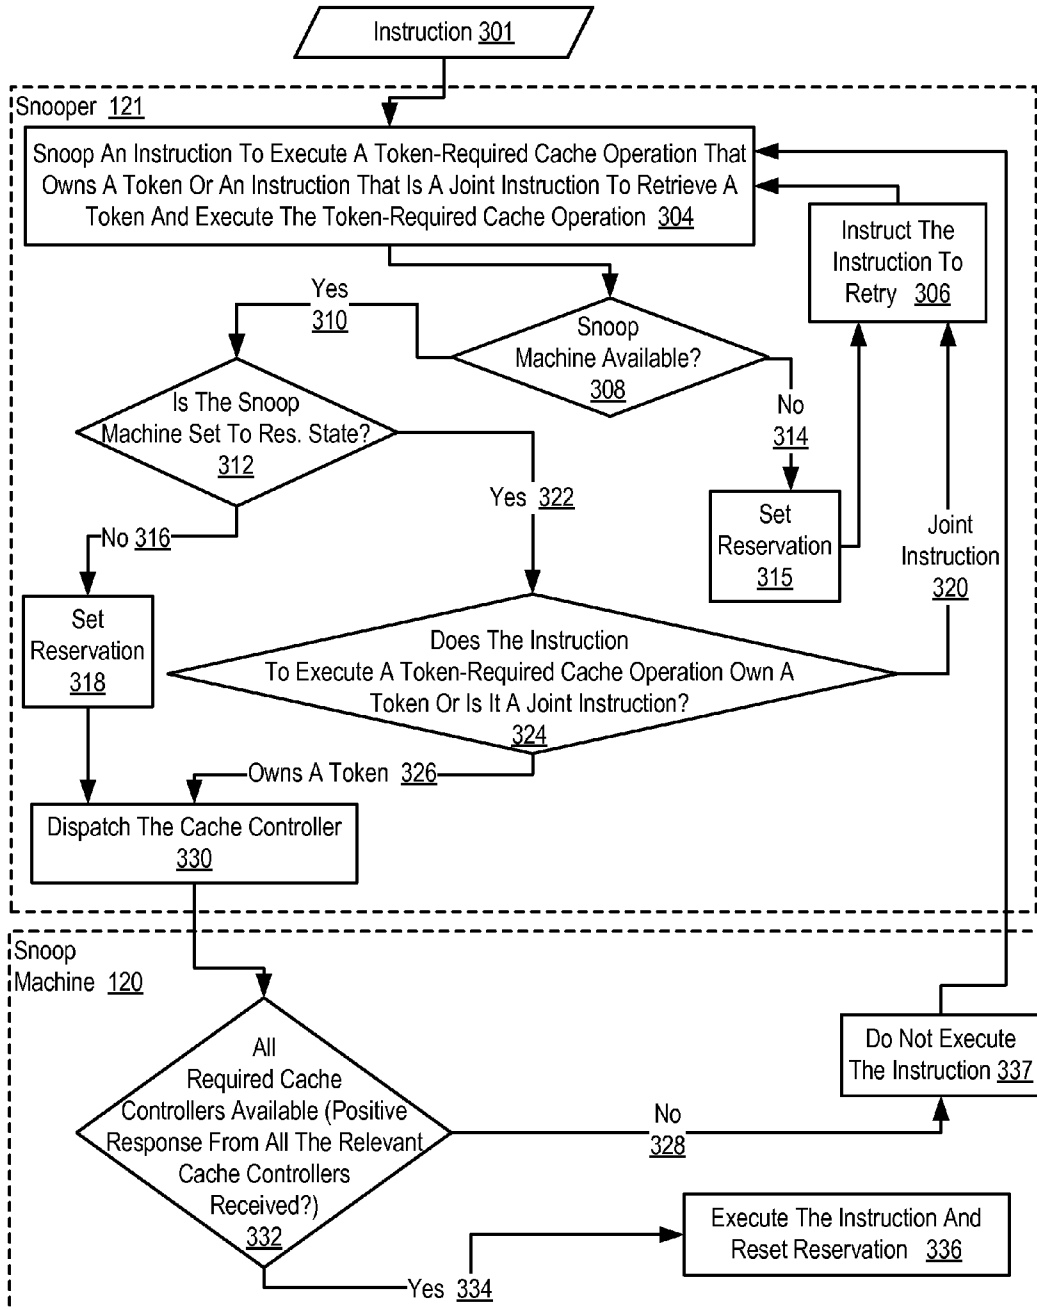 Instruction 301
Snooper 121
Snoop An Instruction To Execute A Token-Required Cache Operation That
Owns A Token Or An Instruction That Is A Joint Instruction To Retrieve A
Token And Execute The Token-Required Cache Operation 304
Instruct The
Instruction To
Retry 306
Yes
310
Snoop
Machine Available?
308
Is The Snoop
Machine Set To Res. State?
312
No
314
Yes 322
Set
Reservation
315
Joint
Instruction
320
No 316
Set
Reservation
318
Does The Instruction
To Execute A Token-Required Cache Operation Own A
Token Or Is It A Joint Instruction?
324
Owns A Token 326
Dispatch The Cache Controller
330
Snoop
Machine 120
All
Required Cache
Controllers Available (Positive
Response From All The Relevant
Cache Controllers
Received?)
332
Do Not Execute
The Instruction 337
No
328
Execute The Instruction And
Reset Reservation 336
Yes 334